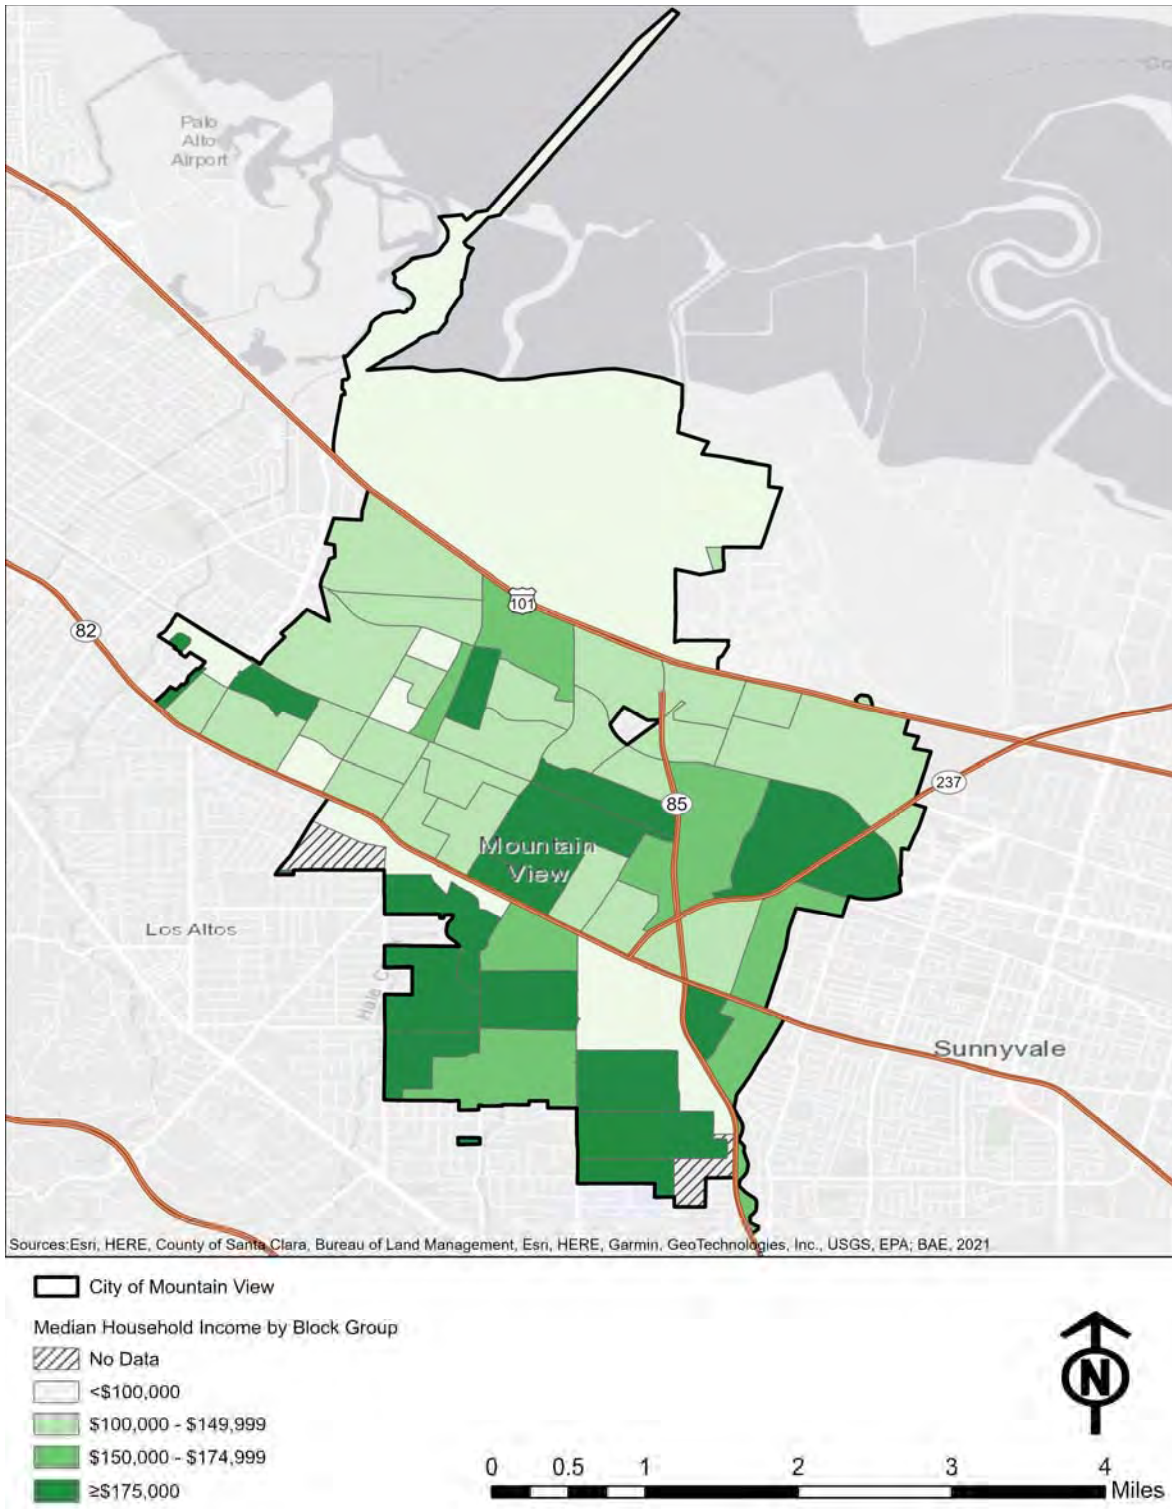 Palo
Alto
Airport
101
82
237
85
Mountain
View
Los Altos
Sunnyvale
Sources:Esri, HERE, County of Santa Clara, Bureau of Land Management, Esri, HERE, Garmin, GeoTechnologies, Inc., USGS, EPA; BAE, 2021
City of Mountain View
Median Household Income by Block Group
No Data
<$100,000
$100,000 - $149,999
$150,000 - $174,999
≥$175,000
N
0 0.5 1 2 3 4
Miles